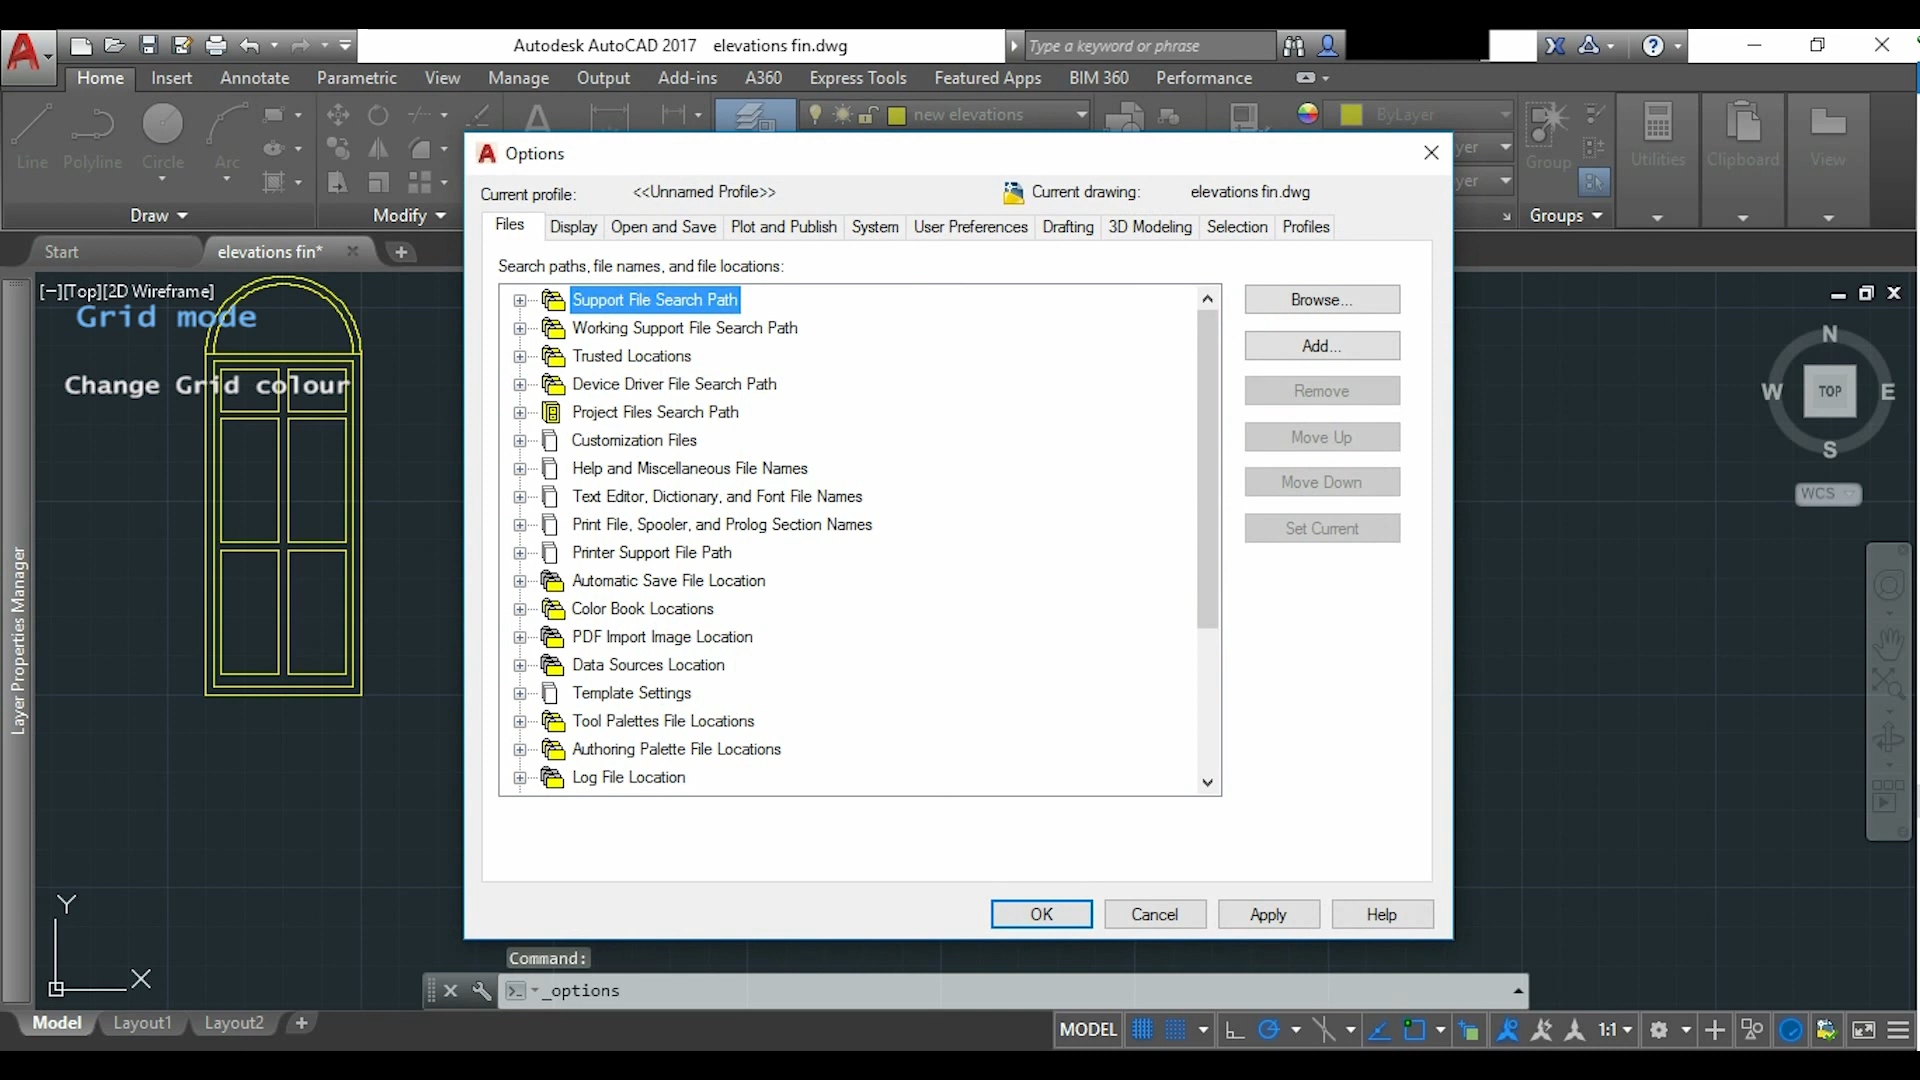 Autodesk AutoCAD 2017 elevations fin.dwg
Type a keyword or phrase
Home Insert Annotate Parametric View Manage Output Add-ins A360 Express Tools Featured Apps BIM 360 Performance
new elevations
ByLayer
Line Polyline Circle Arc
Group Utilities Clipboard View
yer
yer
Draw Modify Groups
Start elevations fin*
Options
Current profile: <<Unnamed Profile>> Current drawing: elevations fin.dwg
Files Display Open and Save Plot and Publish System User Preferences Drafting 3D Modeling Selection Profiles
Search paths, file names, and file locations:
Support File Search Path
Working Support File Search Path
Trusted Locations
Device Driver File Search Path
Project Files Search Path
Customization Files
Help and Miscellaneous File Names
Text Editor, Dictionary, and Font File Names
Print File, Spooler, and Prolog Section Names
Printer Support File Path
Automatic Save File Location
Color Book Locations
PDF Import Image Location
Data Sources Location
Template Settings
Tool Palettes File Locations
Authoring Palette File Locations
Log File Location
Browse...
Add...
Remove
Move Up
Move Down
Set Current
OK Cancel Apply Help
[−][Top][2D Wireframe]
Grid mode
Change Grid colour
Layer Properties Manager
N
W TOP E
S
WCS
Y
X
Command:
_options
Model Layout1 Layout2
MODEL 1:1